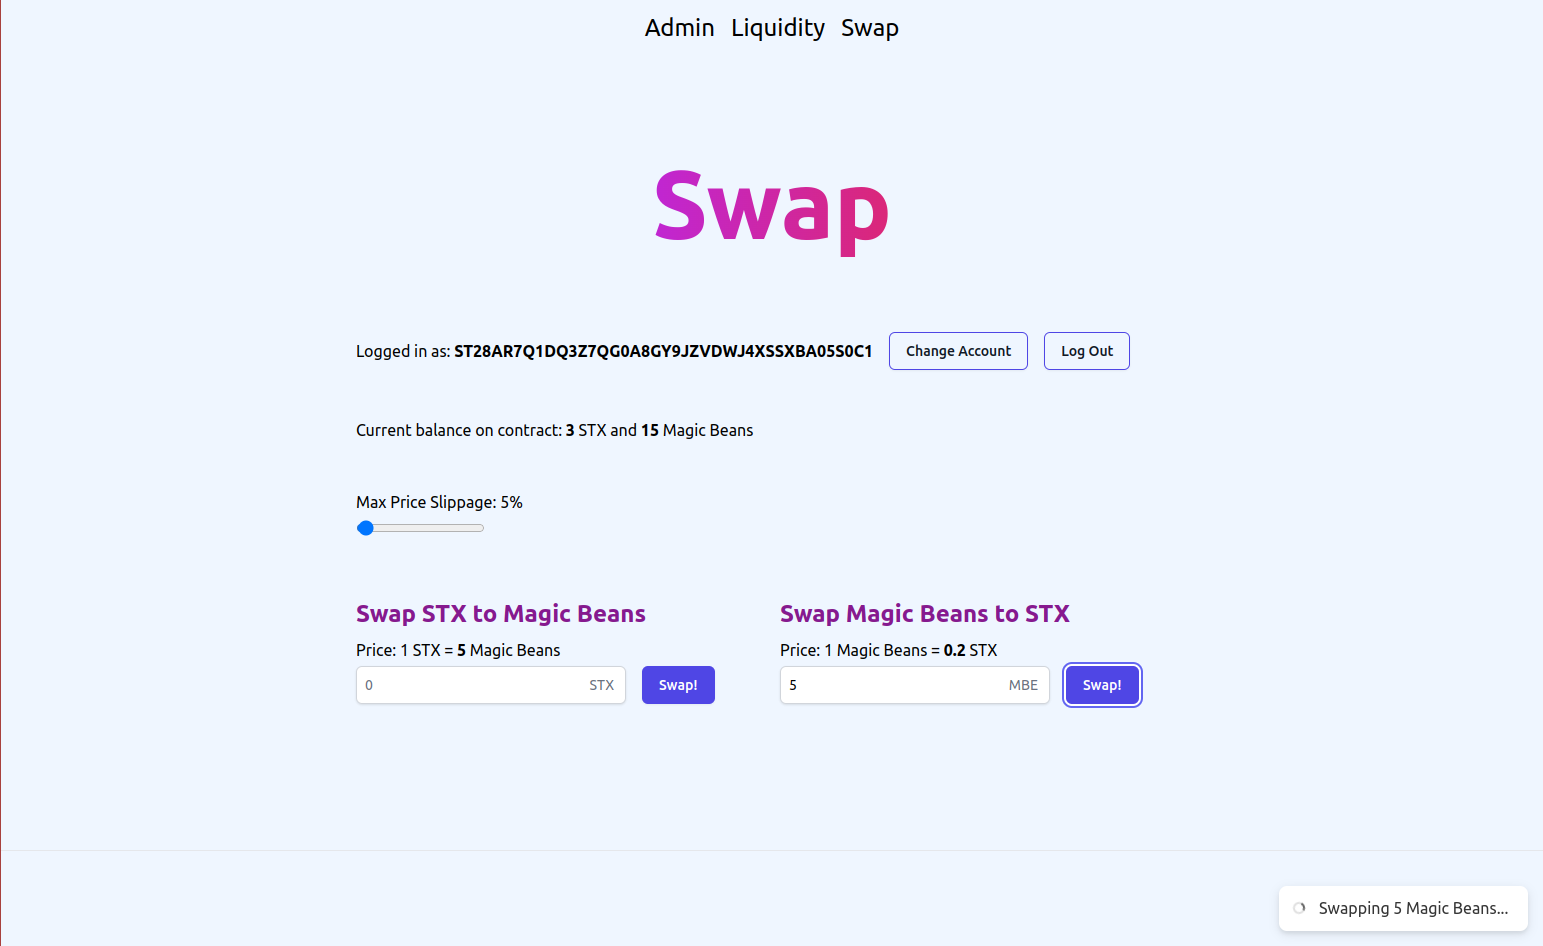 Admin Liquidity Swap
Swap
Logged in as: ST28AR7Q1DQ3Z7QG0A8GY9JZVDWJ4XSSXBA05S0C1 Change Account Log Out
Current balance on contract: 3 STX and 15 Magic Beans
Max Price Slippage: 5%
Swap STX to Magic Beans
Price: 1 STX = 5 Magic Beans
0 STX Swap!
Swap Magic Beans to STX
Price: 1 Magic Beans = 0.2 STX
5 MBE Swap!
Swapping 5 Magic Beans...